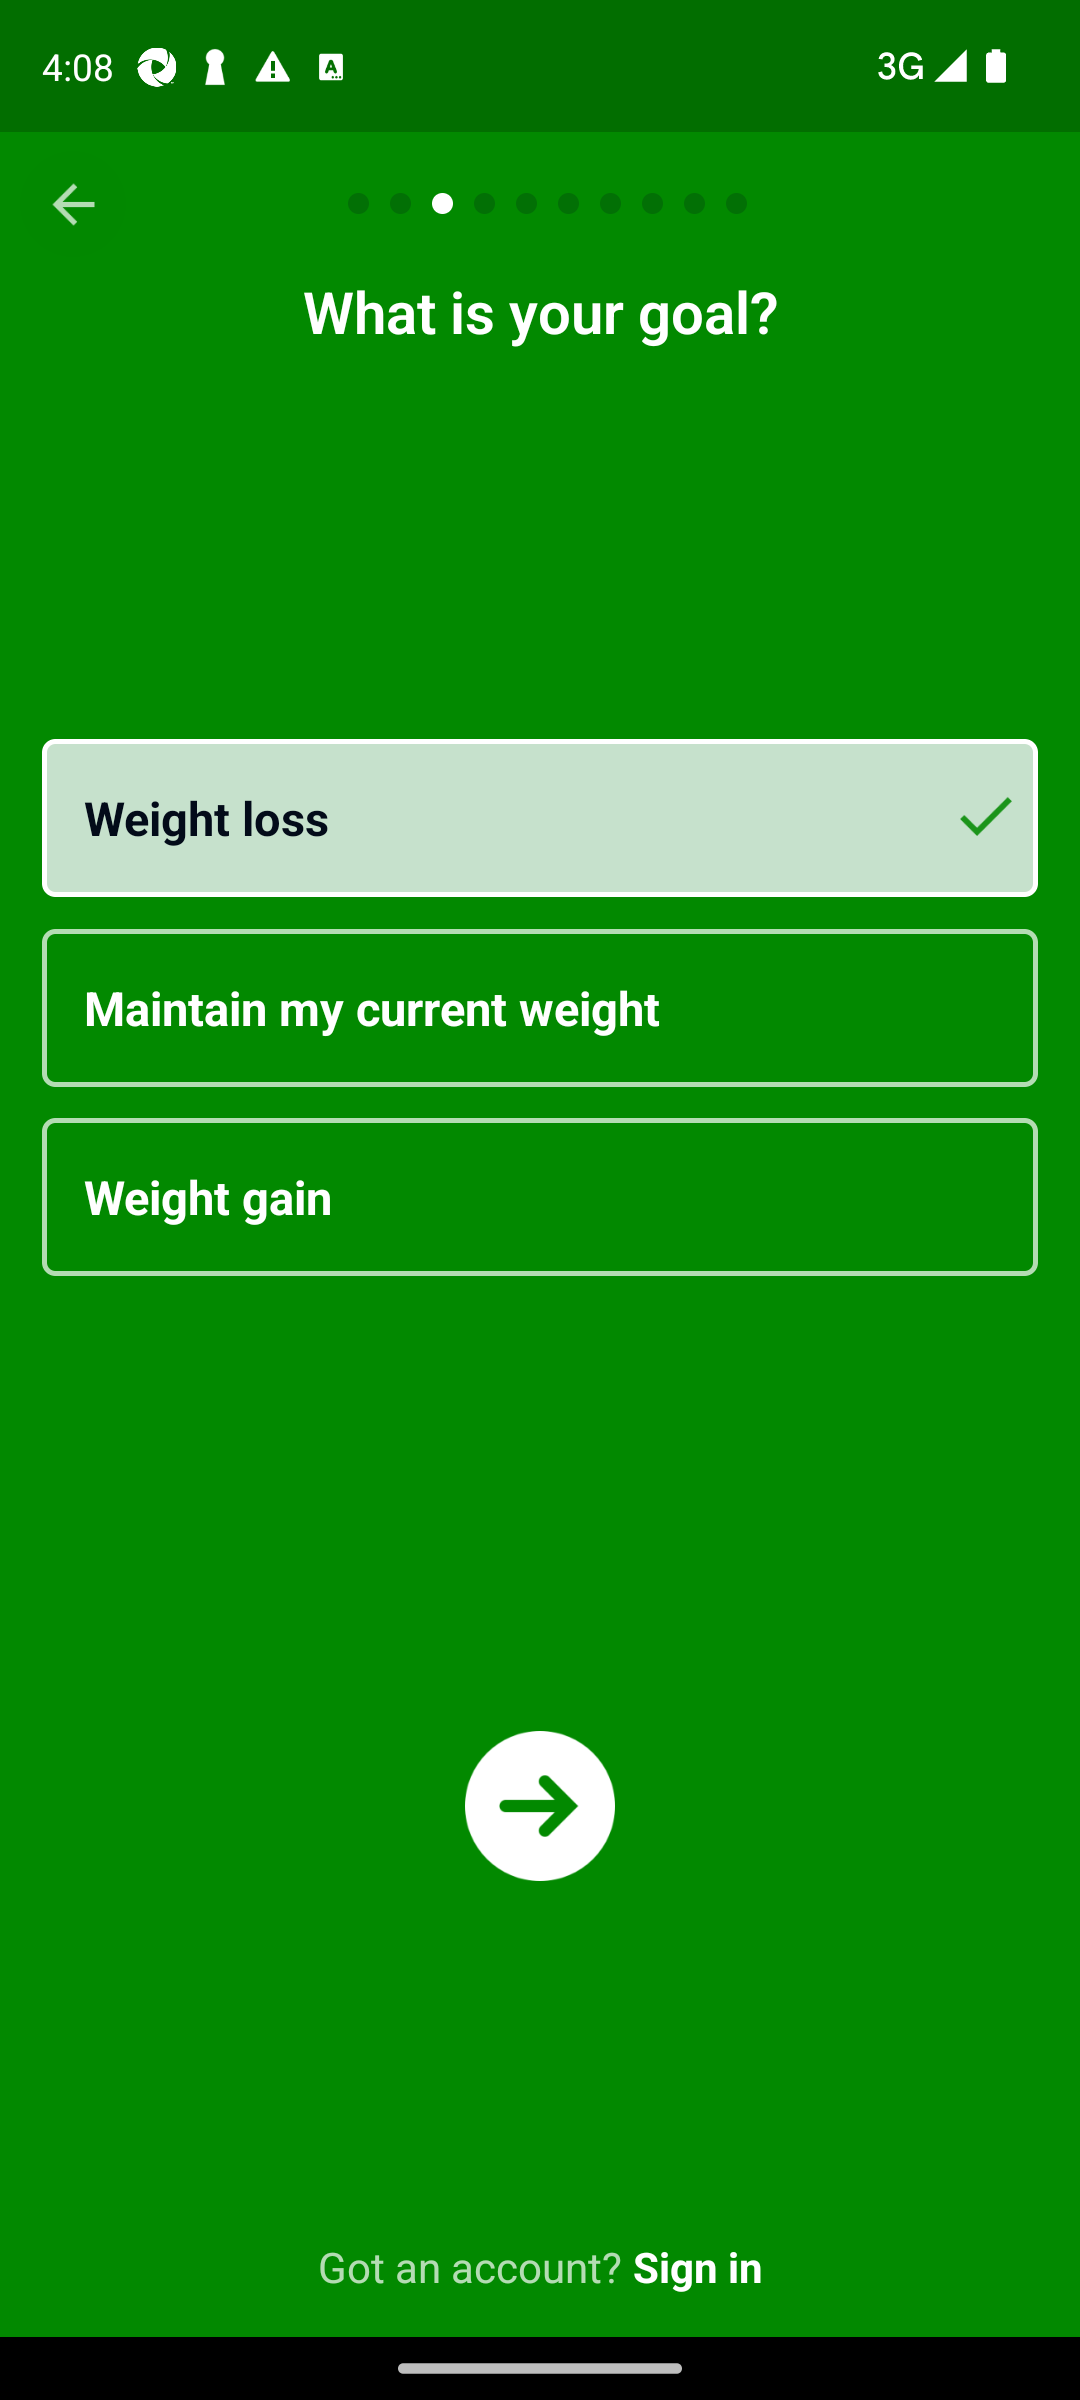 4:08
3G
What is your goal?
Weight loss
Maintain my current weight
Weight gain
Got an account? Sign in